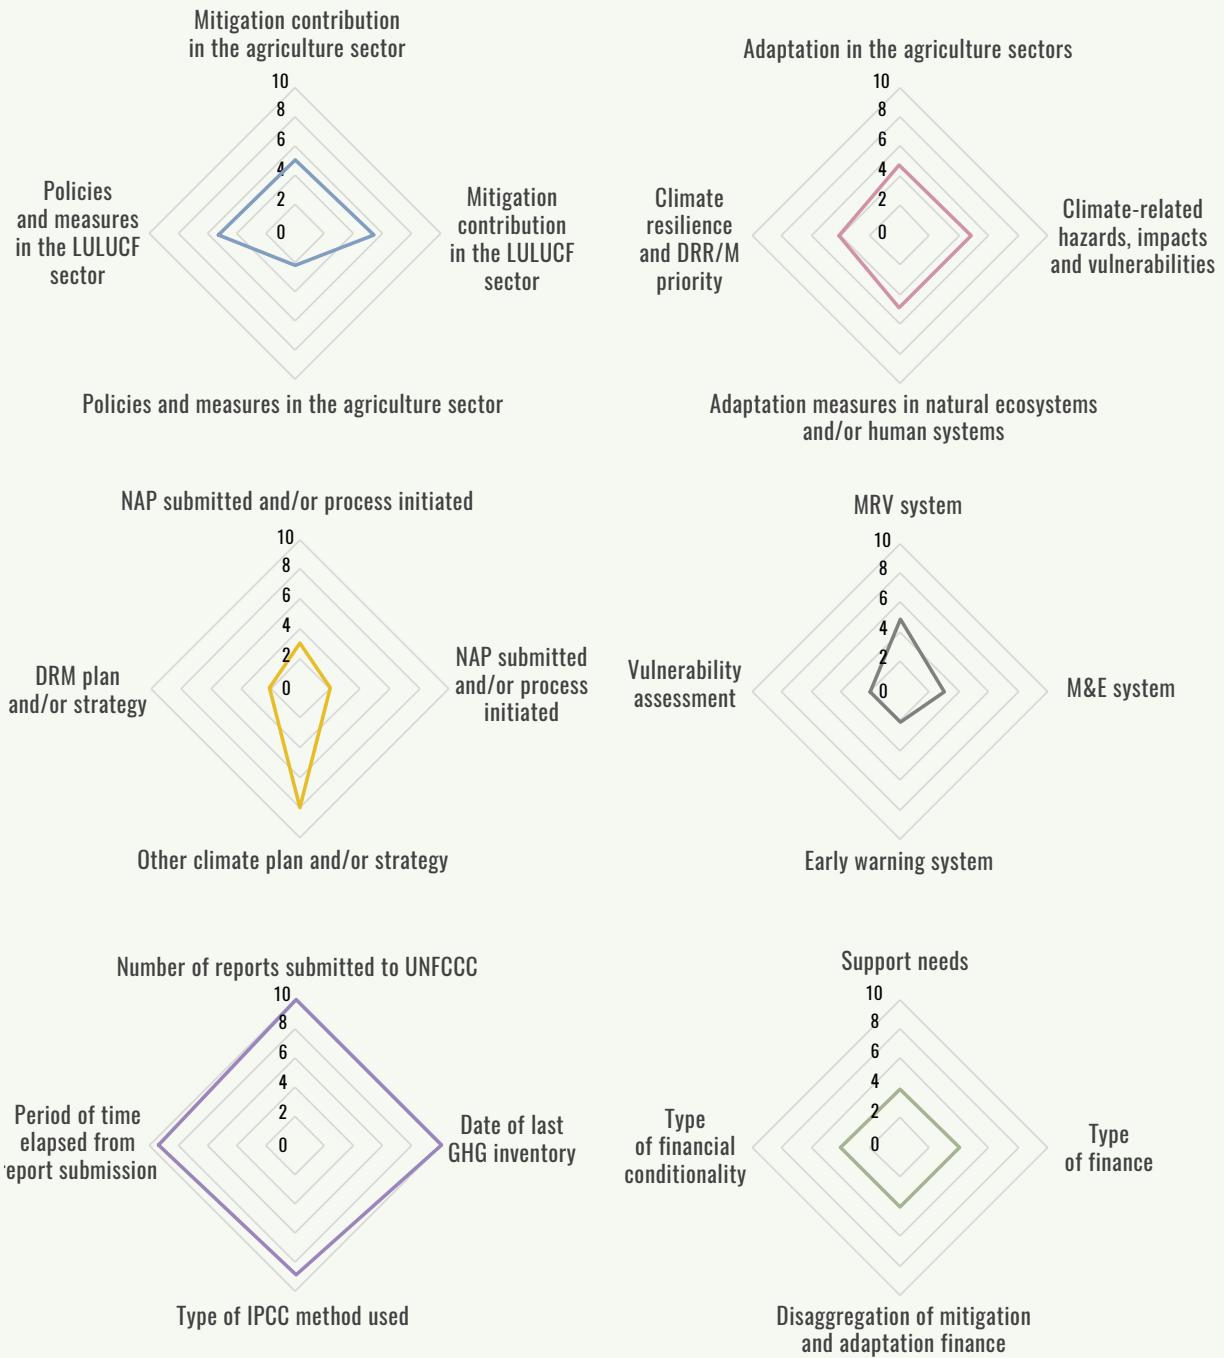 Mitigation contribution
in the agriculture sector
10
8
6
4
2
0
Policies
and measures
in the LULUCF
sector
Mitigation
contribution
in the LULUCF
sector
Policies and measures in the agriculture sector
Adaptation in the agriculture sectors
10
8
6
4
2
0
Climate
resilience
and DRR/M
priority
Climate-related
hazards, impacts
and vulnerabilities
Adaptation measures in natural ecosystems
and/or human systems
NAP submitted and/or process initiated
10
8
6
4
2
0
DRM plan
and/or strategy
NAP submitted
and/or process
initiated
Other climate plan and/or strategy
MRV system
10
8
6
4
2
0
Vulnerability
assessment
M&E system
Early warning system
Number of reports submitted to UNFCCC
10
8
6
4
2
0
Period of time
elapsed from
report submission
Date of last
GHG inventory
Type of IPCC method used
Support needs
10
8
6
4
2
0
Type
of financial
conditionality
Type
of finance
Disaggregation of mitigation
and adaptation finance